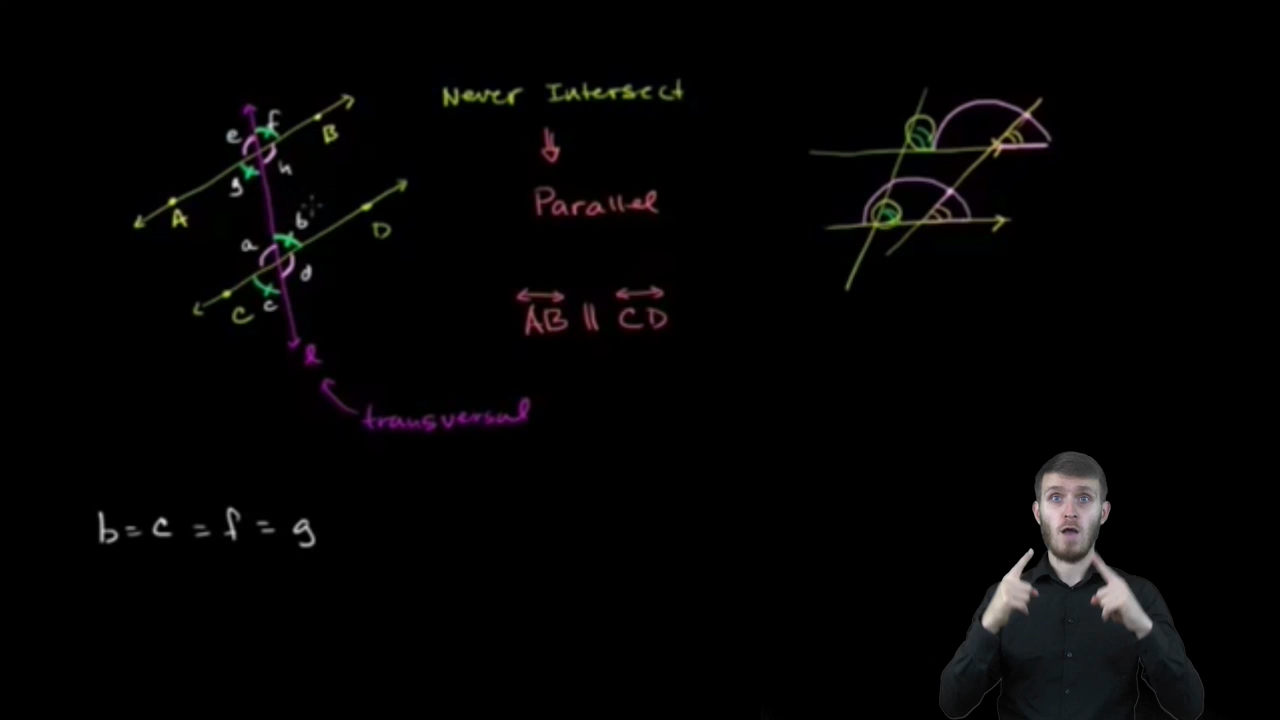 Never Intersect
⇓
Parallel
AB || CD
e f B
g h
A
b
a D
d
C c
l
transversal
b = c = f = g